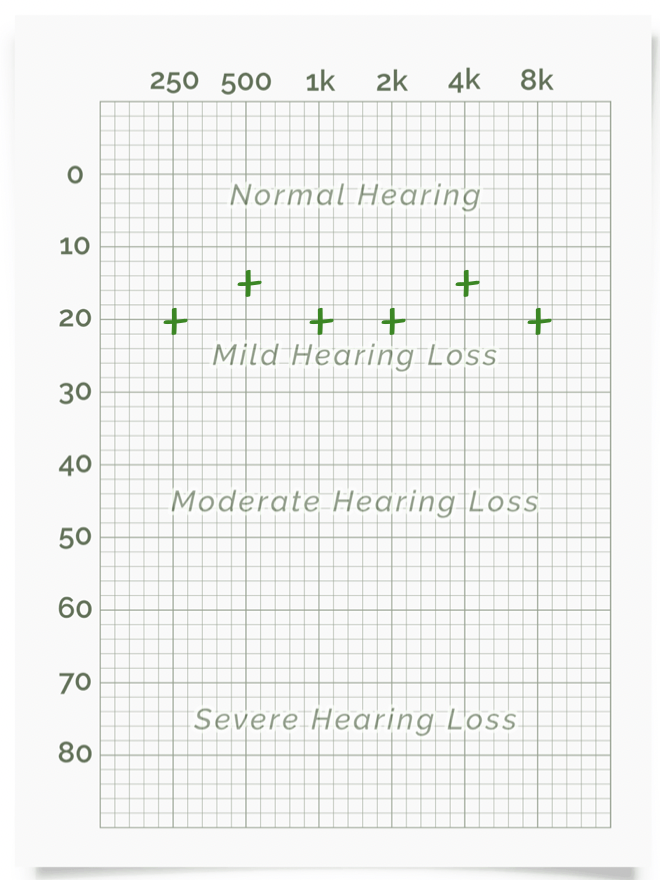 250 500 1k 2k 4k 8k
0
Normal Hearing
10
20
Mild Hearing Loss
30
40
Moderate Hearing Loss
50
60
70
Severe Hearing Loss
80